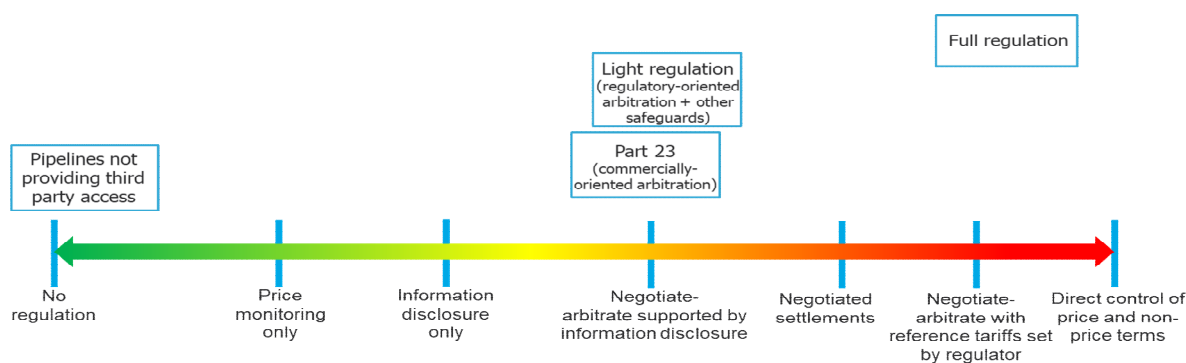 Full regulation
Light regulation
(regulatory-oriented
arbitration + other
safeguards)
Part 23
(commercially-
oriented arbitration)
Pipelines not
providing third
party access
No
regulation
Price
monitoring
only
Information
disclosure
only
Negotiate-
arbitrate supported by
information disclosure
Negotiated
settlements
Negotiate-
arbitrate with
reference tariffs set
by regulator
Direct control of
price and non-
price terms